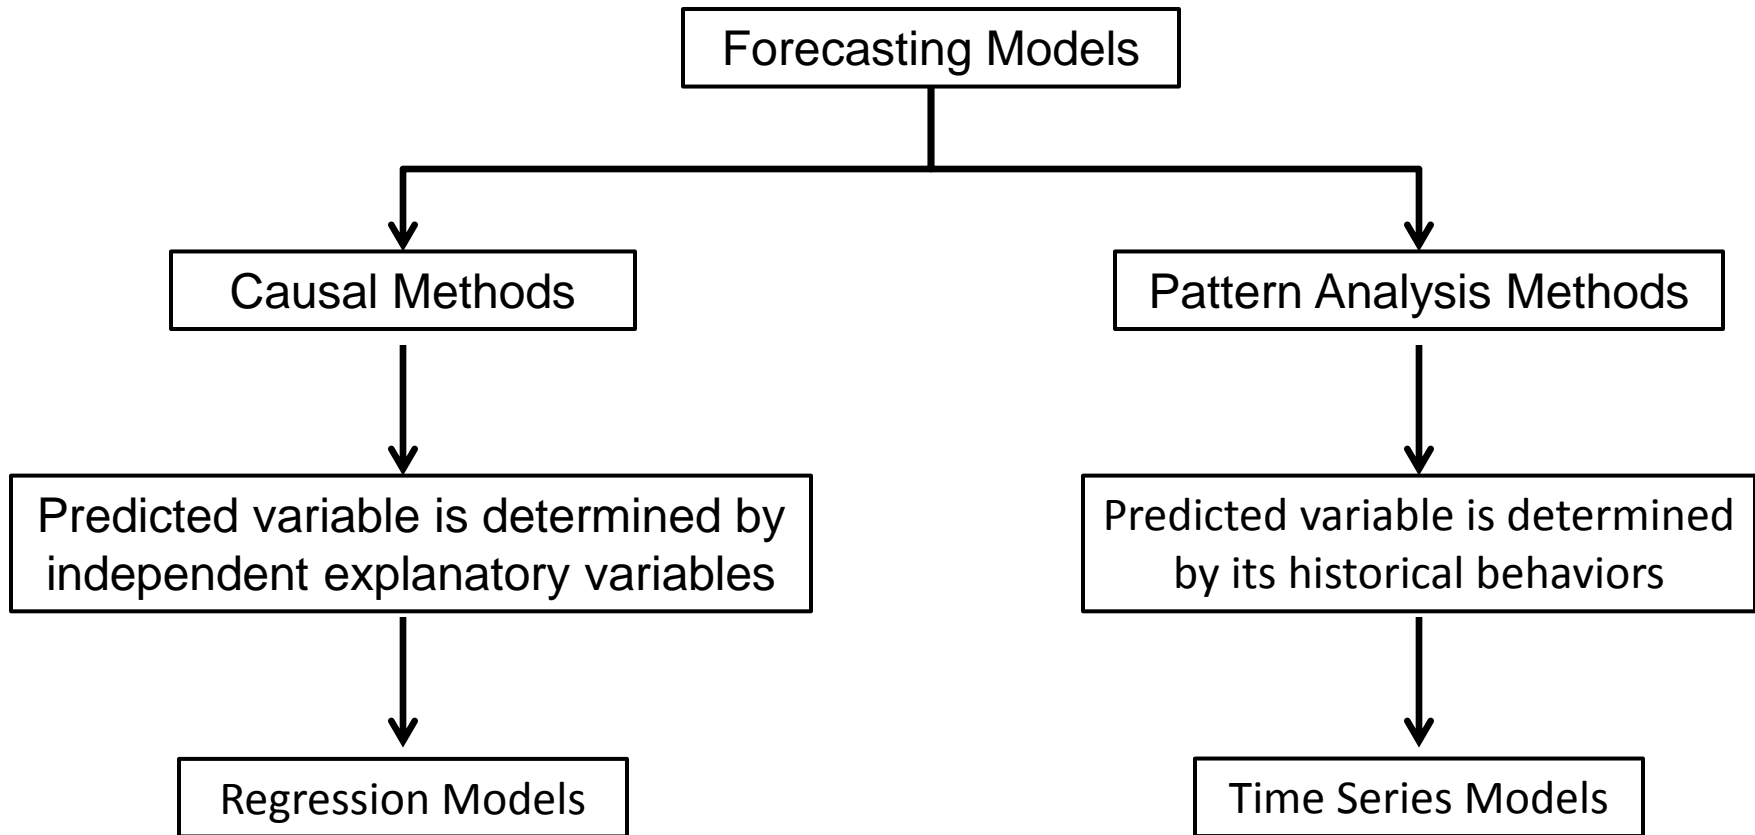 Forecasting Models
Causal Methods
Pattern Analysis Methods
Predicted variable is determined by
independent explanatory variables
Predicted variable is determined
by its historical behaviors
Regression Models
Time Series Models